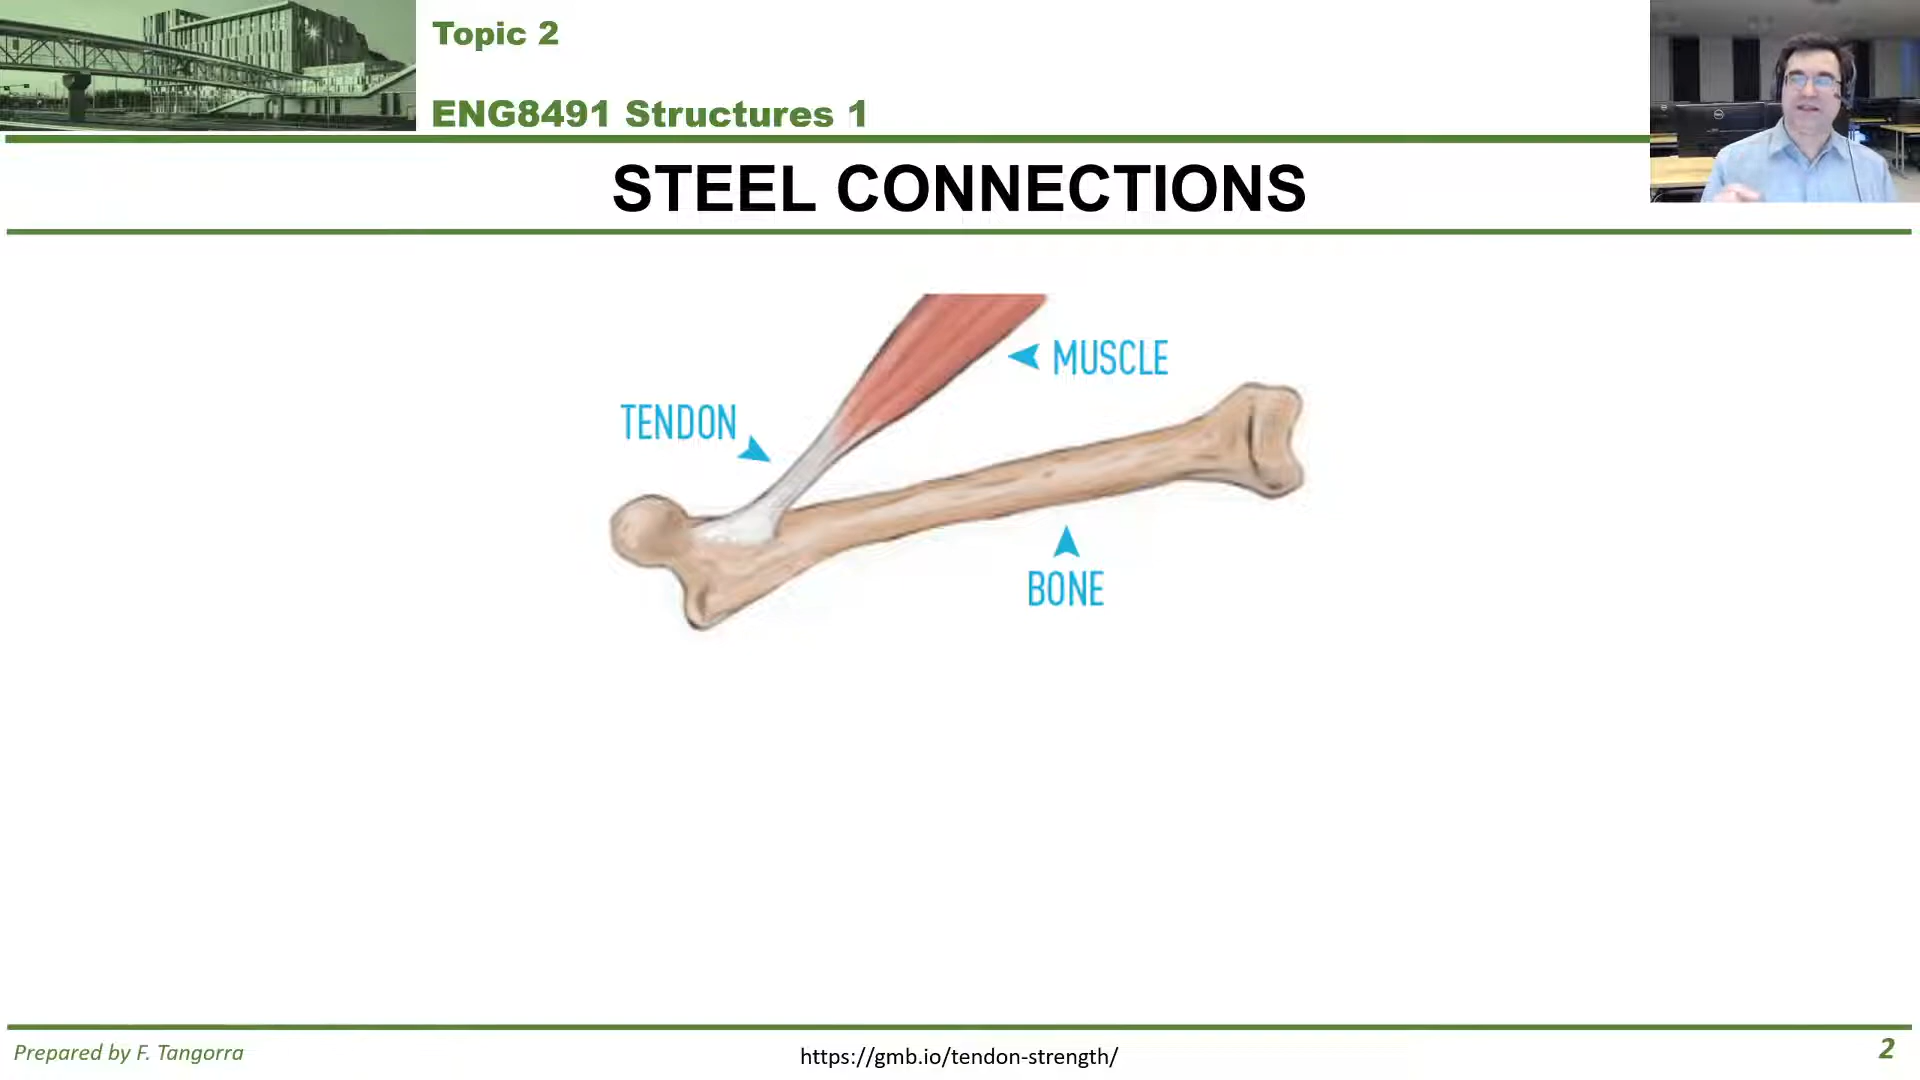 Topic 2
ENG8491 Structures 1
STEEL CONNECTIONS
MUSCLE
TENDON
BONE
Prepared by F. Tangorra
https://gmb.io/tendon-strength/
2